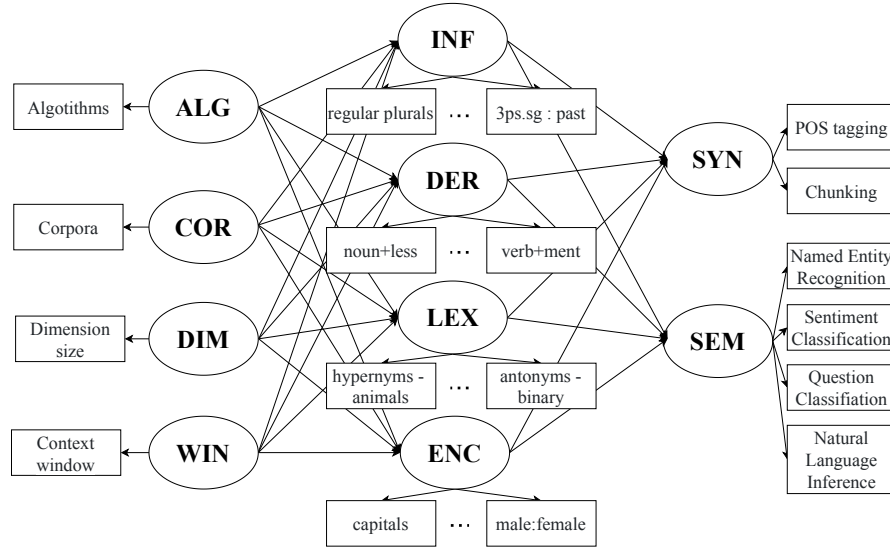 INF
regular plurals
...
3ps.sg : past
Algotithms
ALG
POS tagging
SYN
Chunking
DER
noun+less
...
verb+ment
Corpora
COR
Named Entity
Recognition
Dimension
size
DIM
LEX
hypernyms -
animals
...
antonyms -
binary
SEM
Sentiment
Classification
Question
Classifiation
Natural
Language
Inference
Context
window
WIN
ENC
capitals
...
male:female